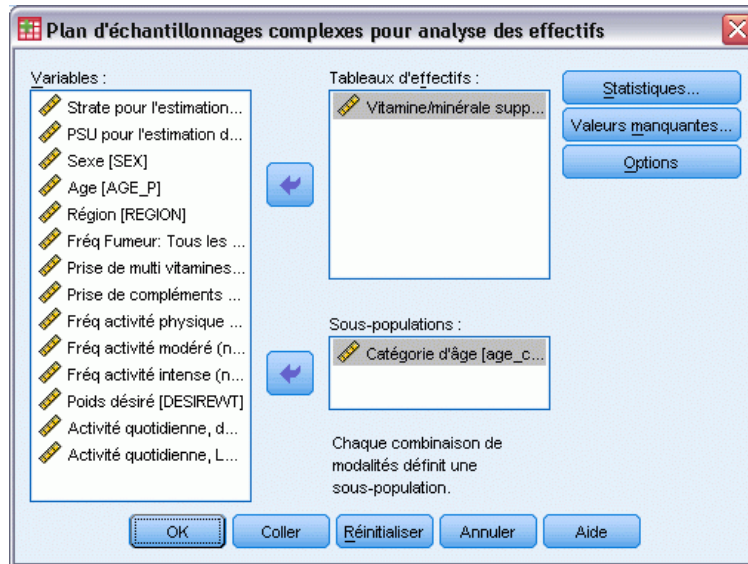 Plan d'échantillonnages complexes pour analyse des effectifs
Variables :
Strate pour l'estimation...
PSU pour l'estimation d...
Sexe [SEX]
Age [AGE_P]
Région [REGION]
Fréq Fumeur: Tous les ...
Prise de multi vitamines...
Prise de compléments ...
Fréq activité physique ...
Fréq activité modéré (n...
Fréq activité intense (n...
Poids désiré [DESIREWT]
Activité quotidienne, d...
Activité quotidienne, L...
Tableaux d'effectifs :
Vitamine/minérale supp...
Sous-populations :
Catégorie d'âge [age_c...
Chaque combinaison de
modalités définit une
sous-population.
Statistiques...
Valeurs manquantes...
Options
OK
Coller
Réinitialiser
Annuler
Aide